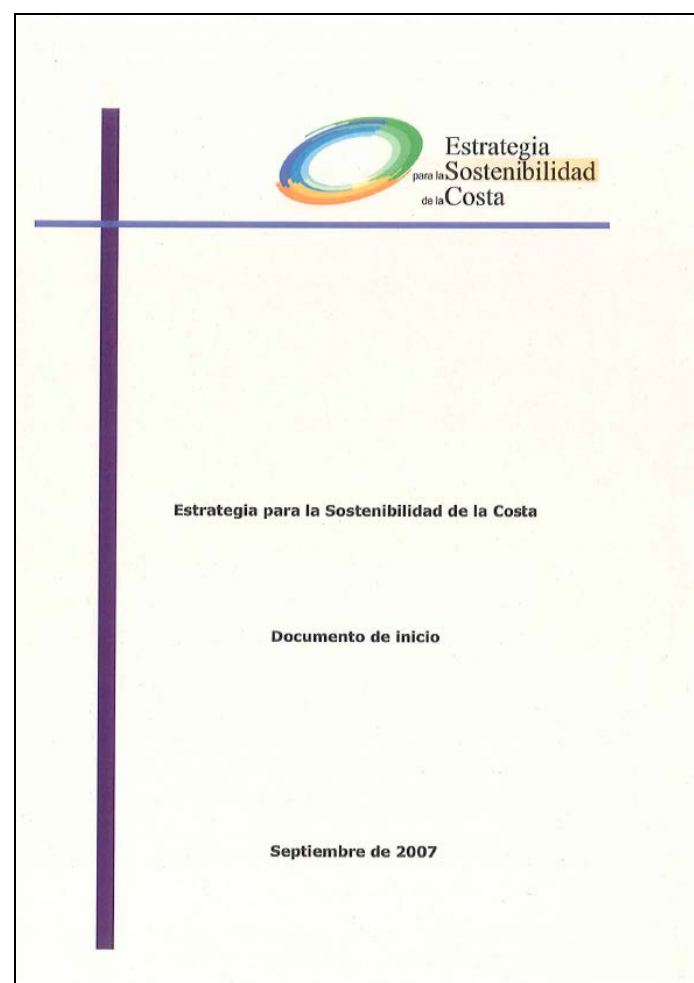 Estrategia
para la Sostenibilidad
de la Costa
Estrategia para la Sostenibilidad de la Costa
Documento de inicio
Septiembre de 2007